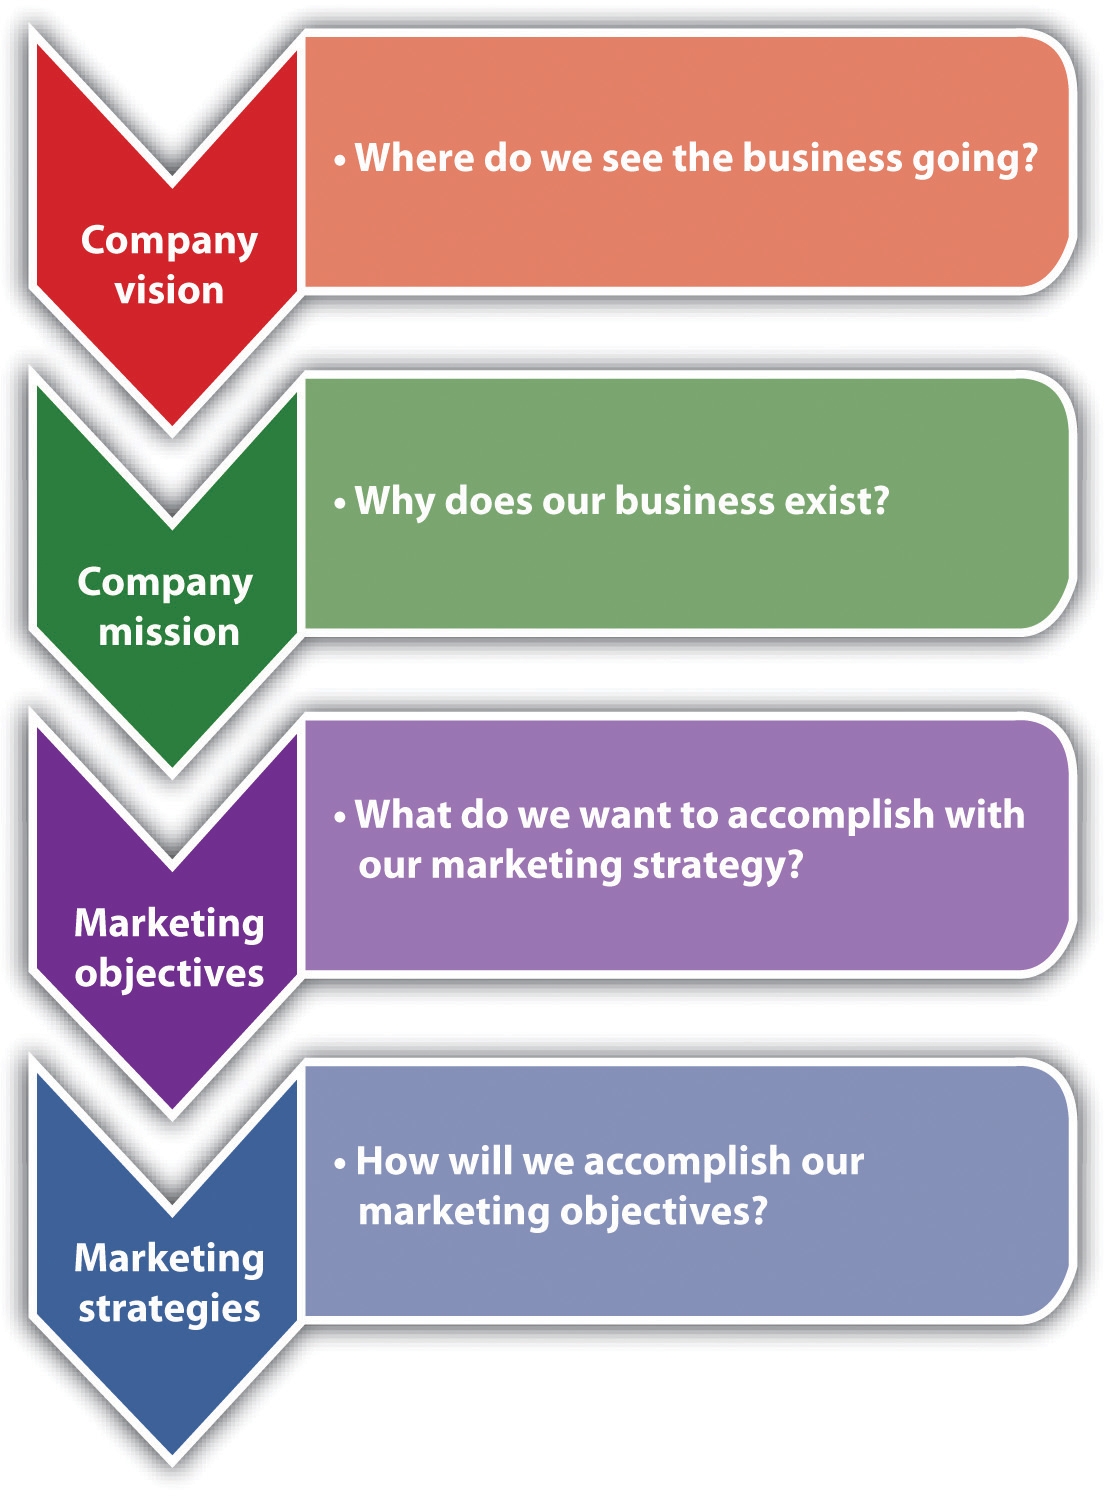 • Where do we see the business going?
Company
vision
• Why does our business exist?
Company
mission
• What do we want to accomplish with
our marketing strategy?
Marketing
objectives
• How will we accomplish our
marketing objectives?
Marketing
strategies